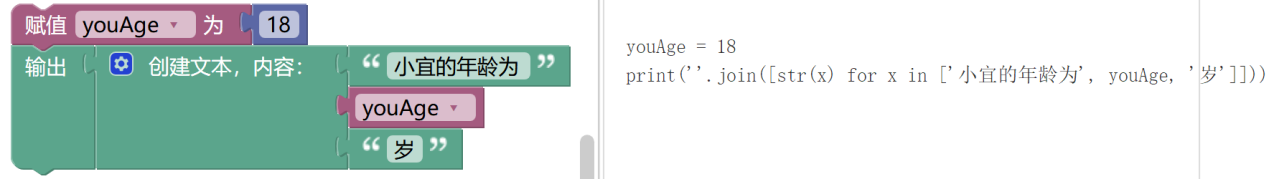 赋值 youAge 为 18
输出 创建文本，内容： “ 小宜的年龄为 ”
youAge
“ 岁 ”
youAge = 18
print(''.join([str(x) for x in ['小宜的年龄为', youAge, '岁']]))